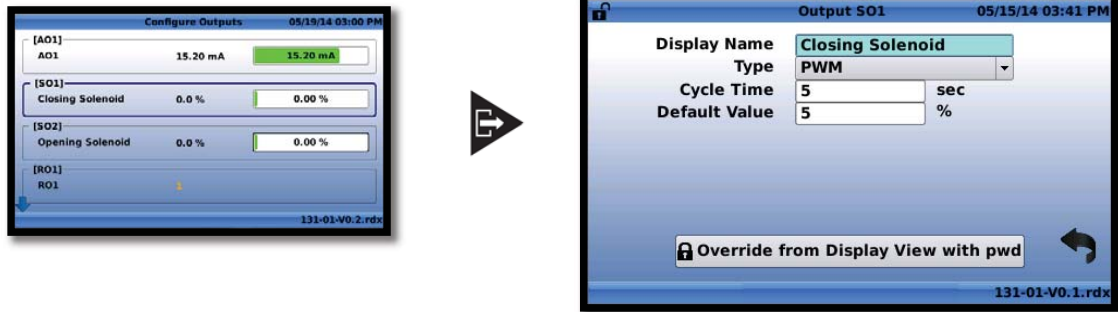 Configure Outputs 05/19/14 03:00 PM
[AO1]
AO1 15.20 mA 15.20 mA
[SO1]
Closing Solenoid 0.0 % 0.00 %
[SO2]
Opening Solenoid 0.0 % 0.00 %
[RO1]
RO1 1
131-01-V0.2.rdx
Output SO1 05/15/14 03:41 PM
Display Name Closing Solenoid
Type PWM
Cycle Time 5 sec
Default Value 5 %
Override from Display View with pwd
131-01-V0.1.rdx